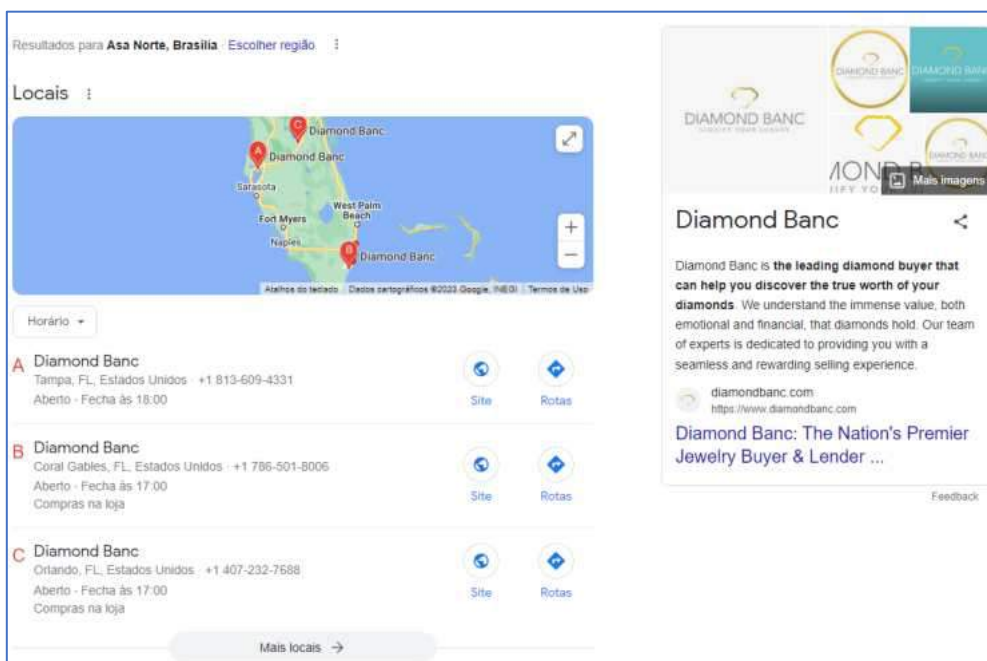 Resultados para Asa Norte, Brasília · Escolher região
Locais
C Diamond Banc
A Diamond Banc
Sarasota
West Palm
Beach
Fort Myers
Naples
B Diamond Banc
Atalhos do teclado Dados cartográficos ©2023 Google, INEGI Termos de Uso
Horário
A Diamond Banc
Tampa, FL, Estados Unidos · +1 813-609-4331
Aberto · Fecha às 18:00
Site
Rotas
B Diamond Banc
Coral Gables, FL, Estados Unidos · +1 786-501-8006
Aberto · Fecha às 17:00
Compras na loja
Site
Rotas
C Diamond Banc
Orlando, FL, Estados Unidos · +1 407-232-7688
Aberto · Fecha às 17:00
Compras na loja
Site
Rotas
Mais locais →
DIAMOND BANC
DIAMOND BANC
DIAMOND BANC
DIAMOND BANC
Mais imagens
Diamond Banc
Diamond Banc is the leading diamond buyer that
can help you discover the true worth of your
diamonds. We understand the immense value, both
emotional and financial, that diamonds hold. Our team
of experts is dedicated to providing you with a
seamless and rewarding selling experience.
diamondbanc.com
https://www.diamondbanc.com
Diamond Banc: The Nation's Premier
Jewelry Buyer & Lender ...
Feedback